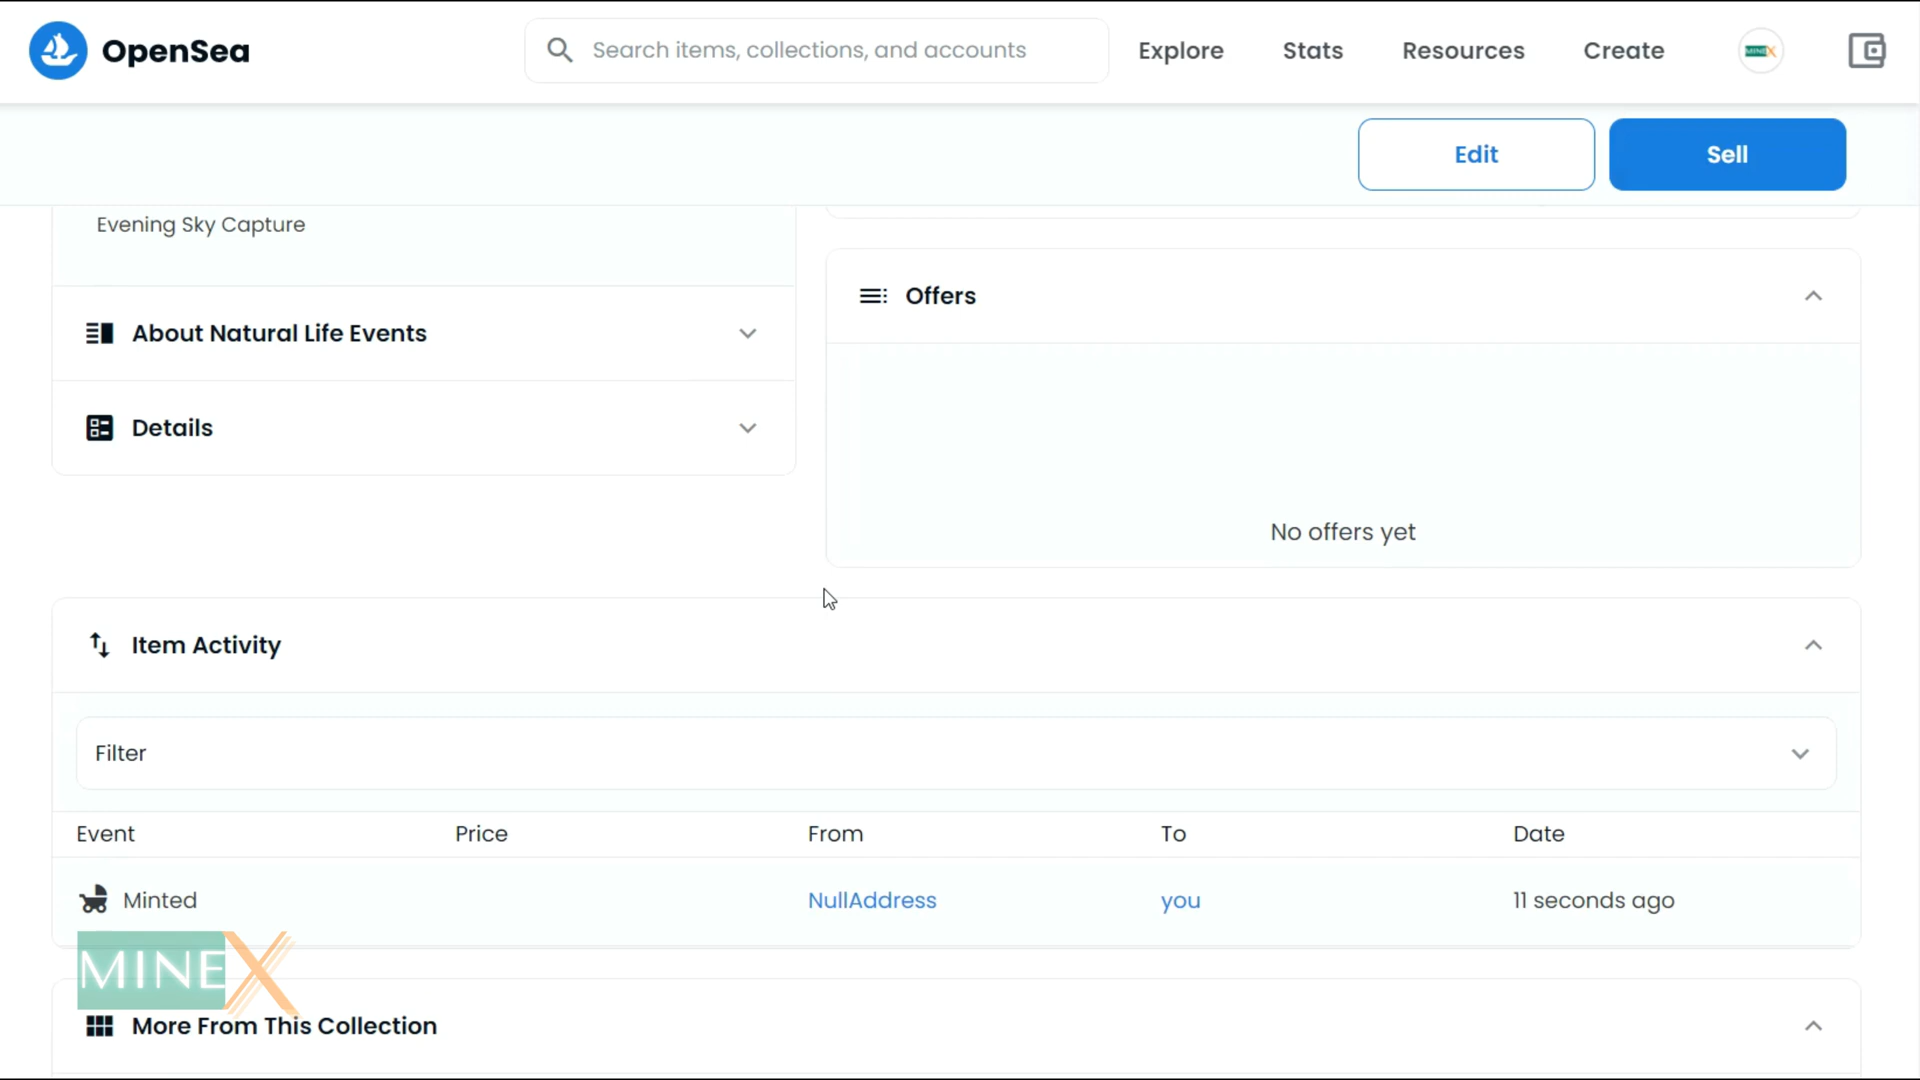 OpenSea
Search items, collections, and accounts
Explore
Stats
Resources
Create
MINEX
Edit
Sell
Evening Sky Capture
About Natural Life Events
Details
Offers
No offers yet
Item Activity
Filter
Event Price From To Date
Minted NullAddress you 11 seconds ago
MINEX
More From This Collection